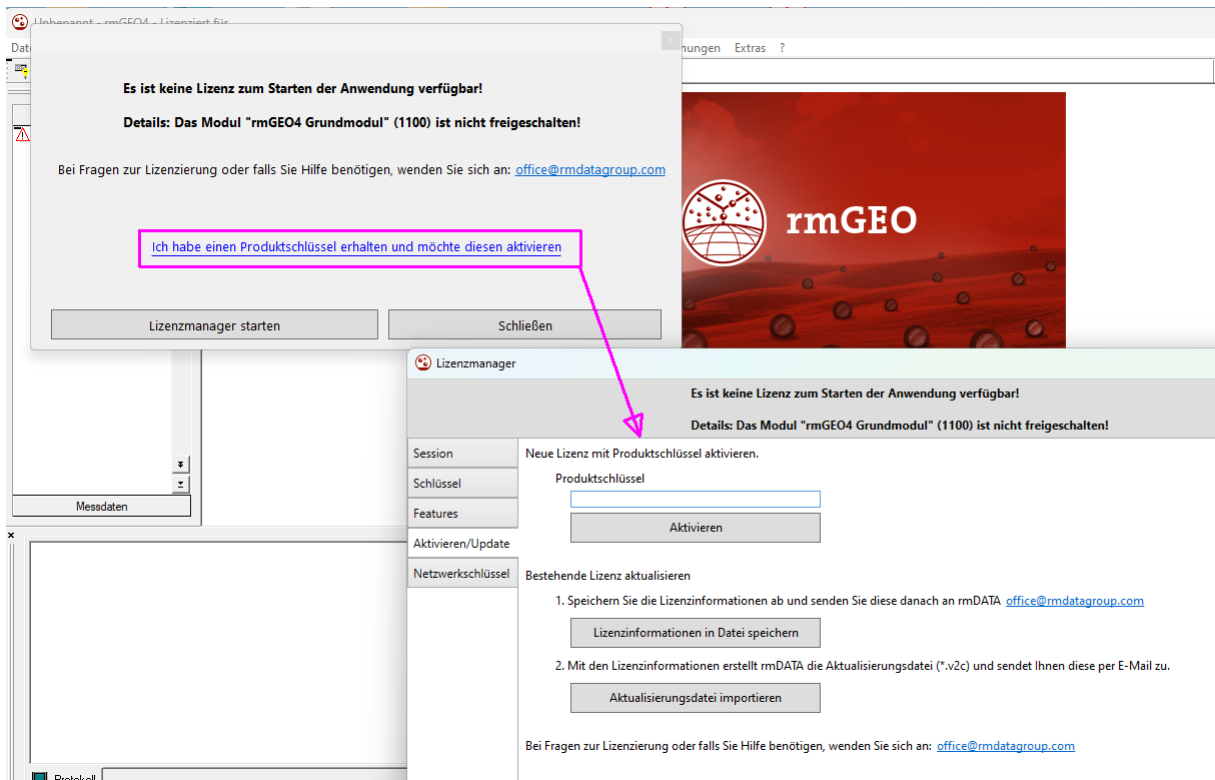 Unbenannt - rmGEO4 - Lizenziert für
Dat
nungen Extras ?
Es ist keine Lizenz zum Starten der Anwendung verfügbar!
Details: Das Modul "rmGEO4 Grundmodul" (1100) ist nicht freigeschalten!
Bei Fragen zur Lizenzierung oder falls Sie Hilfe benötigen, wenden Sie sich an: office@rmdatagroup.com
Ich habe einen Produktschlüssel erhalten und möchte diesen aktivieren
Lizenzmanager starten
Schließen
rmGEO
Messdaten
Protokoll
Lizenzmanager
Es ist keine Lizenz zum Starten der Anwendung verfügbar!
Details: Das Modul "rmGEO4 Grundmodul" (1100) ist nicht freigeschalten!
Session
Schlüssel
Features
Aktivieren/Update
Netzwerkschlüssel
Neue Lizenz mit Produktschlüssel aktivieren.
Produktschlüssel
Aktivieren
Bestehende Lizenz aktualisieren
1. Speichern Sie die Lizenzinformationen ab und senden Sie diese danach an rmDATA office@rmdatagroup.com
Lizenzinformationen in Datei speichern
2. Mit den Lizenzinformationen erstellt rmDATA die Aktualisierungsdatei (*.v2c) und sendet Ihnen diese per E-Mail zu.
Aktualisierungsdatei importieren
Bei Fragen zur Lizenzierung oder falls Sie Hilfe benötigen, wenden Sie sich an: office@rmdatagroup.com